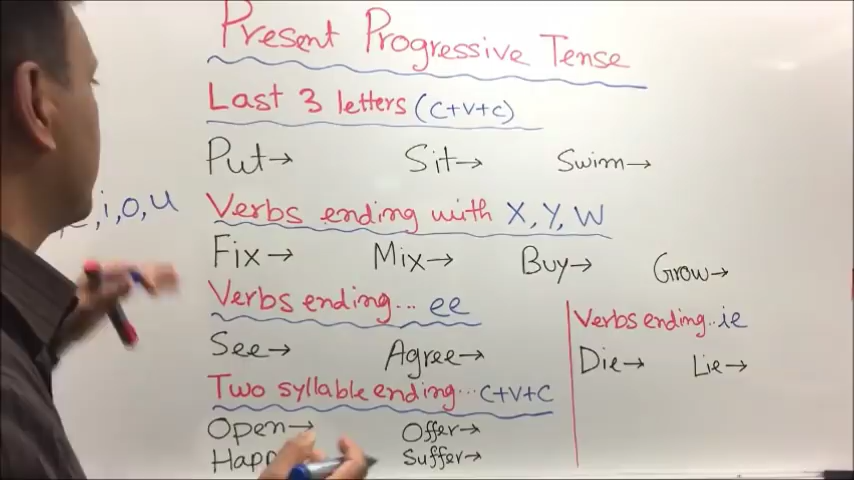 Present Progressive Tense
Last 3 letters (C+V+C)
Put→ Sit→ Swim→
i,o,u
Verbs ending with X, Y, W
Fix→ Mix→ Buy→ Grow→
Verbs ending... ee
See→ Agree→
Verbs ending..ie
Die→ Lie→
Two syllable ending... C+V+C
Open→ Offer→
Suffer→